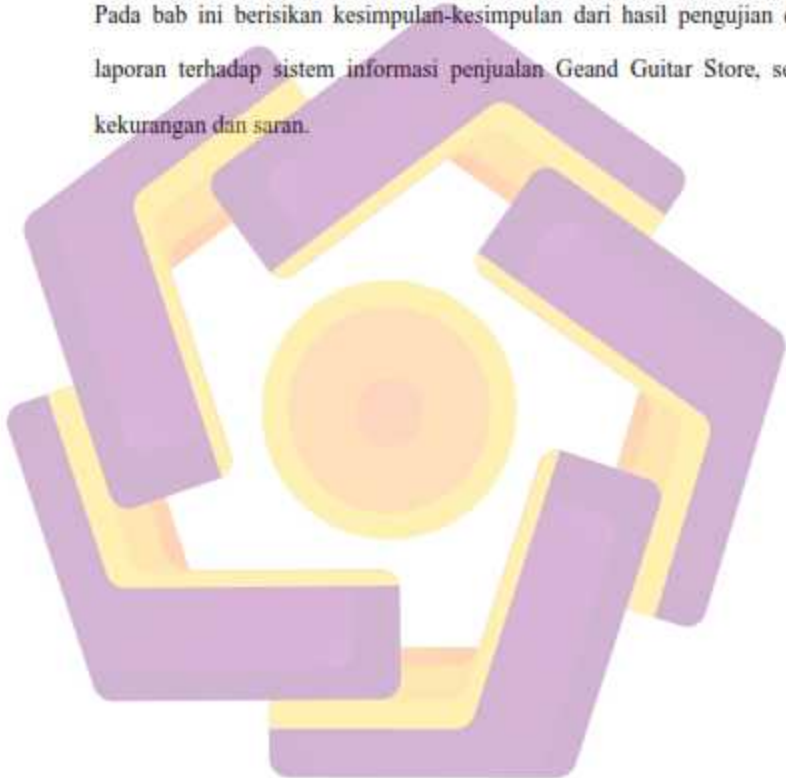 Pada bab ini berisikan kesimpulan-kesimpulan dari hasil pengujian
laporan terhadap sistem informasi penjualan Geand Guitar Store,
kekurangan dan saran.